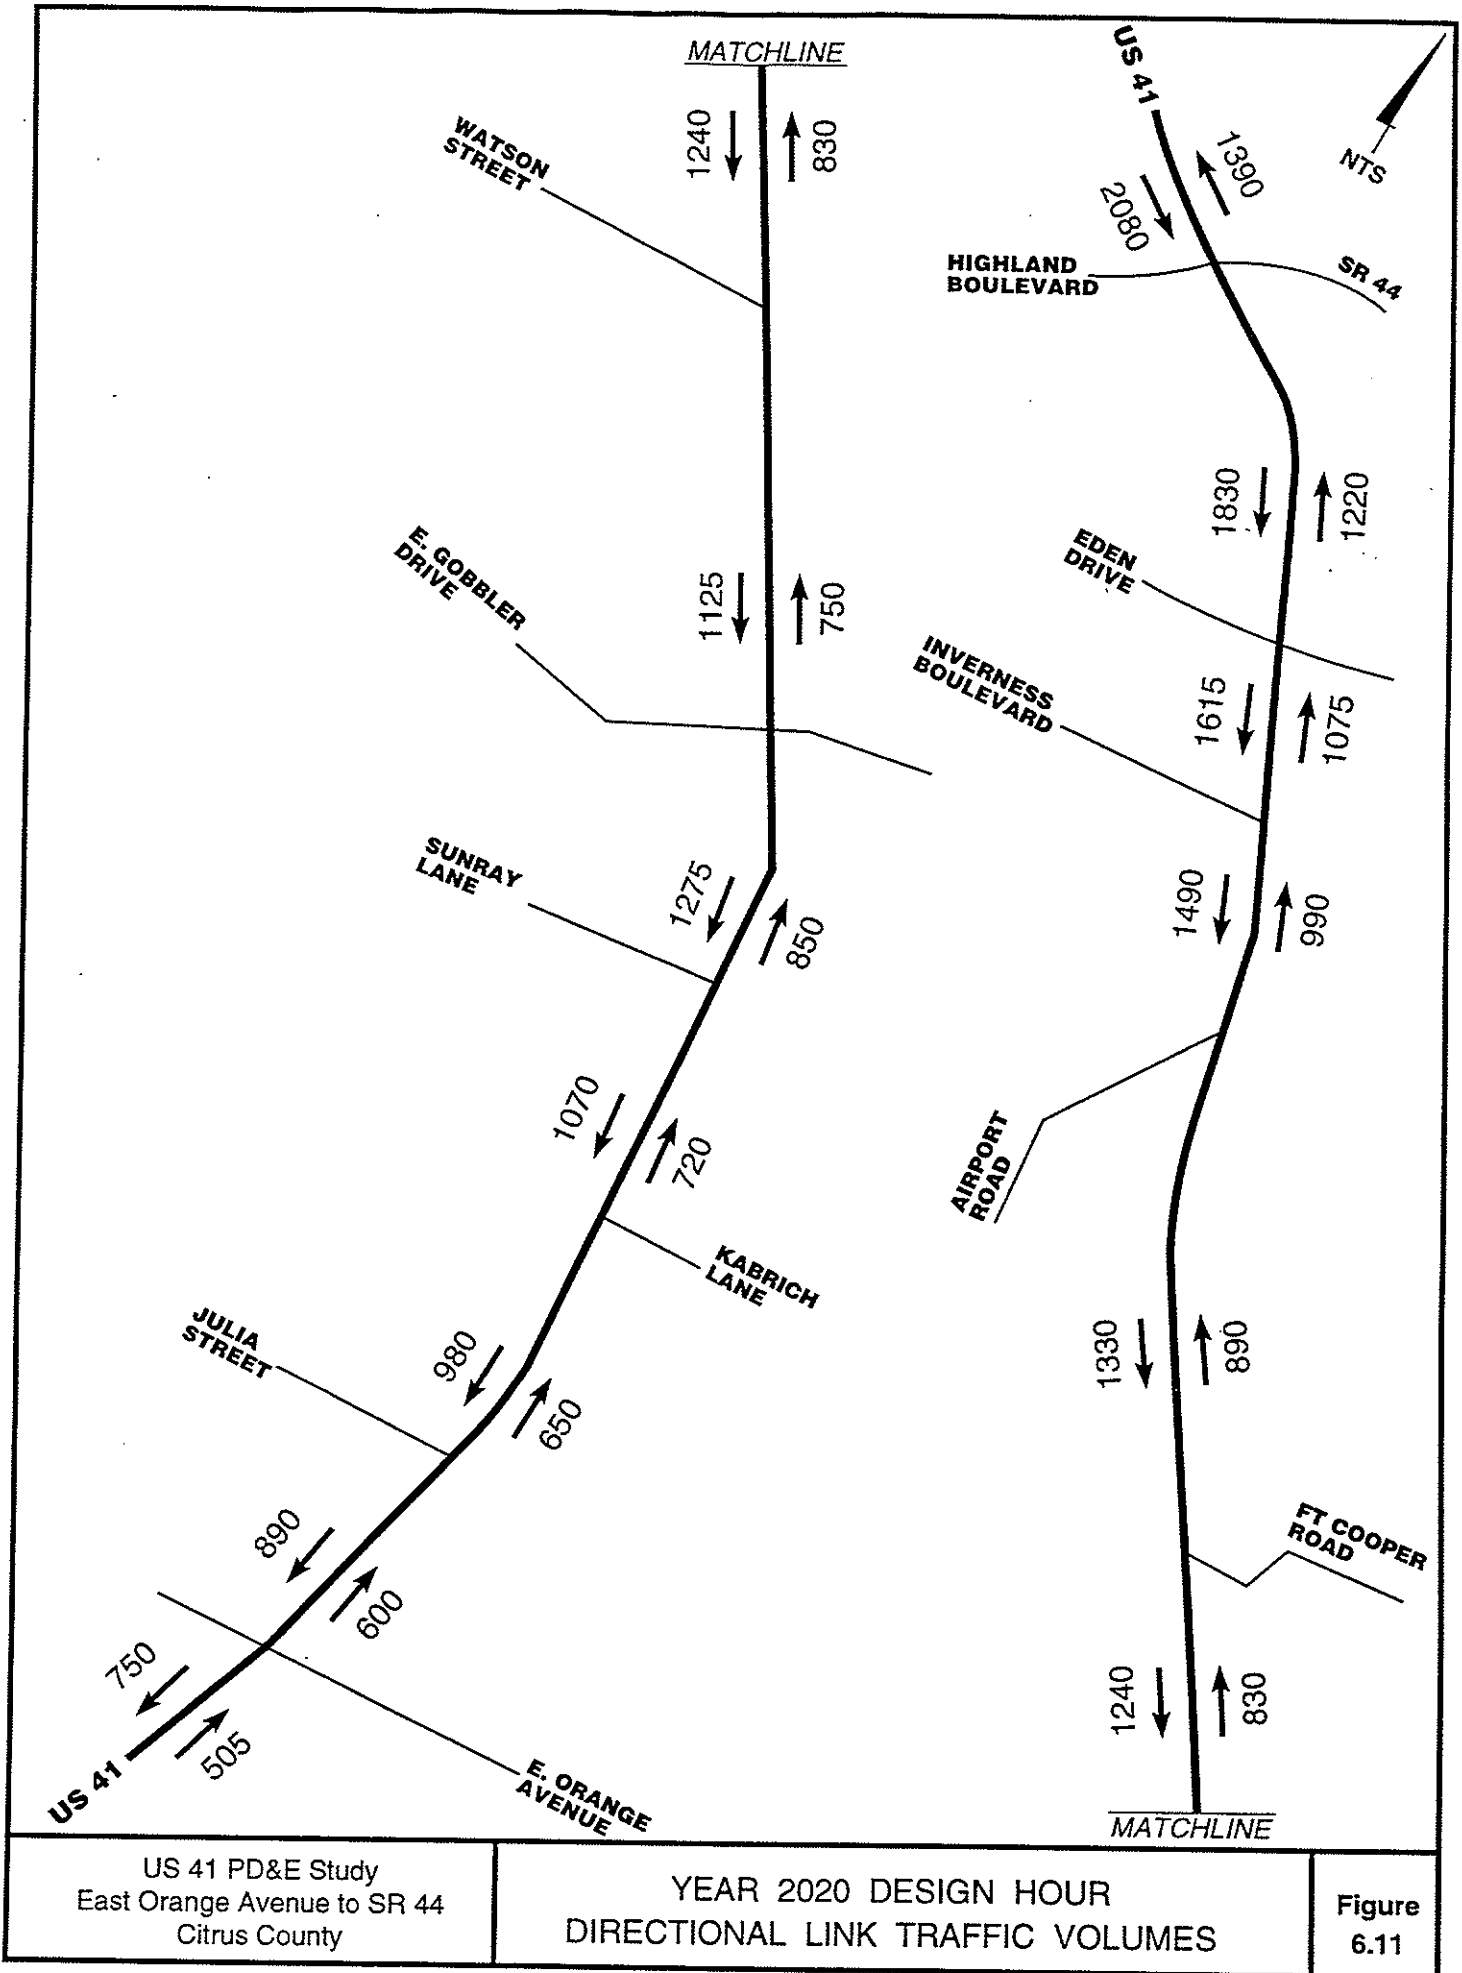 MATCHLINE
1240
830
WATSON
STREET
1125
750
E. GOBBLER
DRIVE
SUNRAY
LANE
1275
850
1070
720
KABRICH
LANE
JULIA
STREET
980
650
890
600
750
505
US 41
E. ORANGE
AVENUE
US 41
NTS
1390
2080
HIGHLAND
BOULEVARD
SR 44
1830
1220
EDEN
DRIVE
INVERNESS
BOULEVARD
1615
1075
1490
990
AIRPORT
ROAD
1330
890
FT COOPER
ROAD
1240
830
MATCHLINE
US 41 PD&E Study
East Orange Avenue to SR 44
Citrus County
YEAR 2020 DESIGN HOUR
DIRECTIONAL LINK TRAFFIC VOLUMES
Figure
6.11